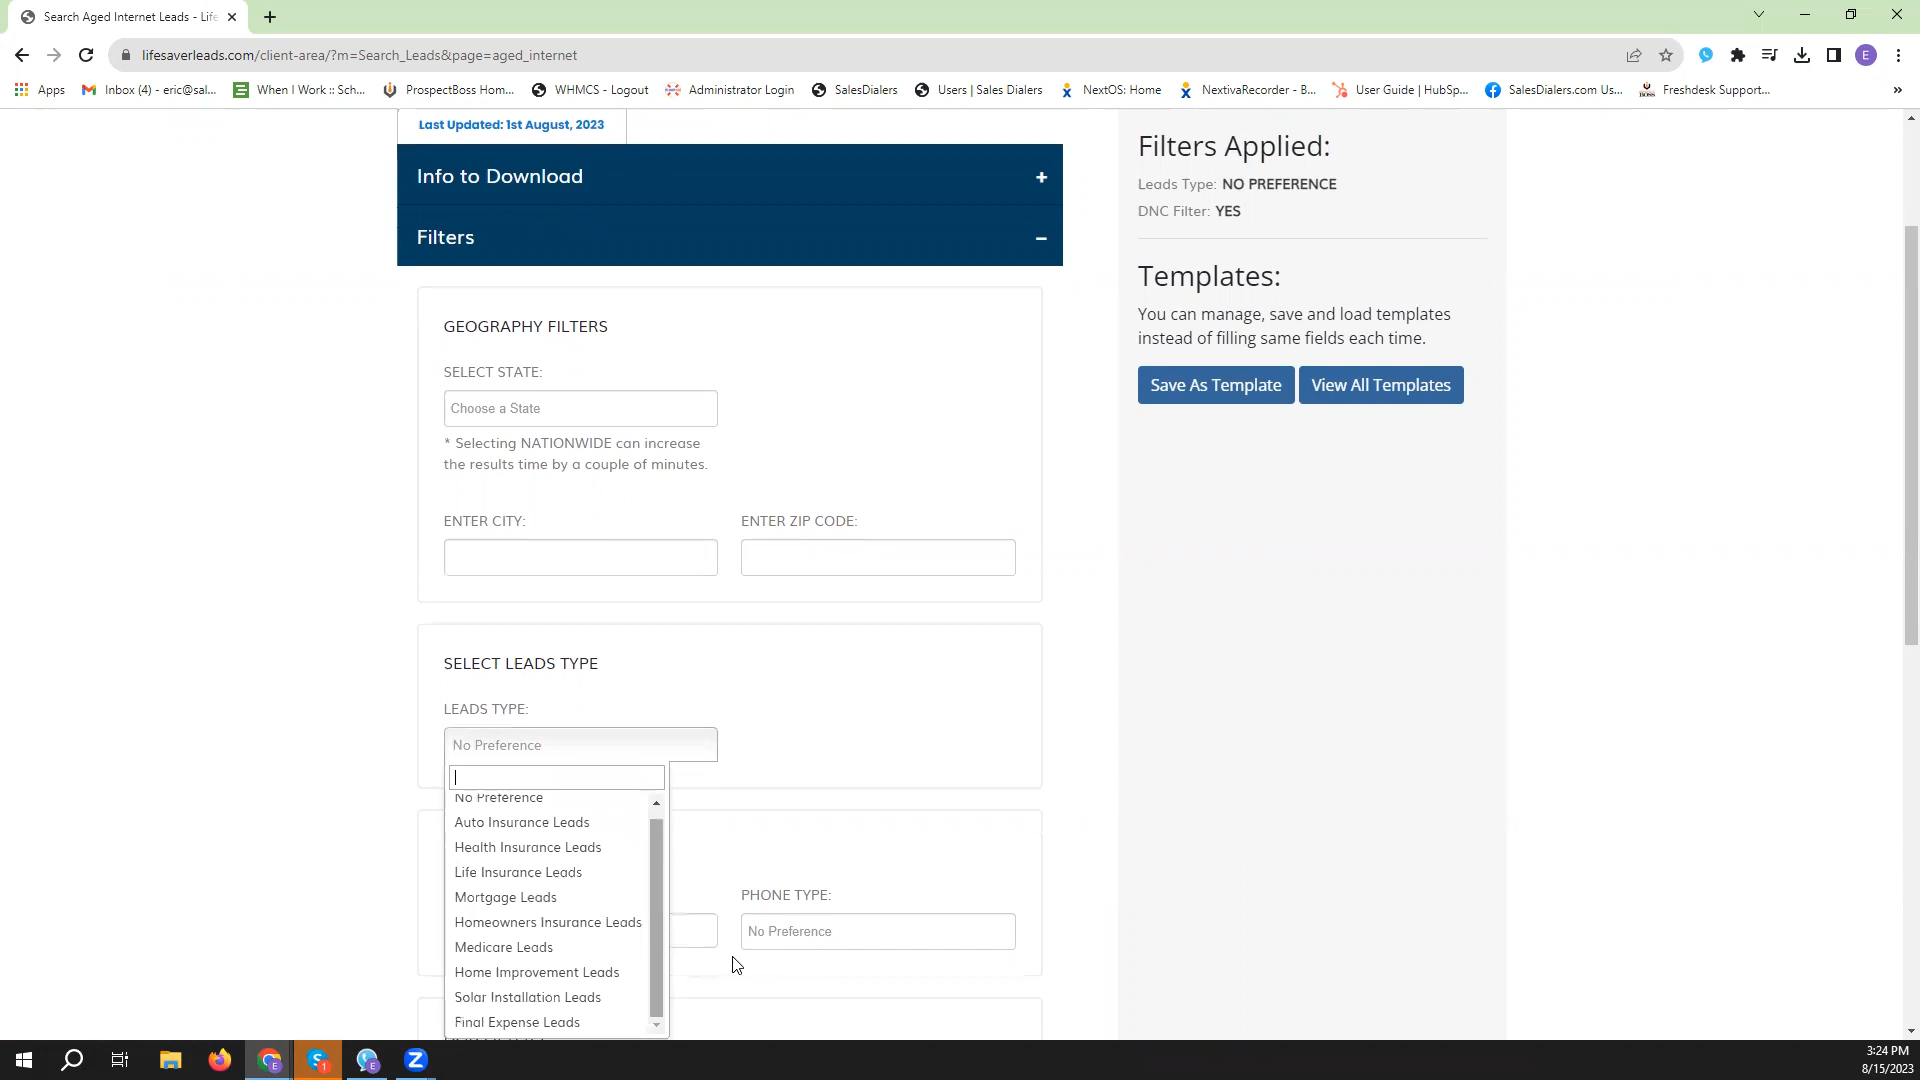 Search Aged Internet Leads - Life
lifesaverleads.com/client-area/?m=Search_Leads&page=aged_internet
E
Apps
Inbox (4) - eric@sal...
When I Work :: Sch...
ProspectBoss Hom...
WHMCS - Logout
Administrator Login
SalesDialers
Users | Sales Dialers
NextOS: Home
NextivaRecorder - B...
User Guide | HubSp...
SalesDialers.com Us...
Freshdesk Support...
»
Last Updated: 1st August, 2023
Info to Download
+
Filters
–
GEOGRAPHY FILTERS
SELECT STATE:
Choose a State
* Selecting NATIONWIDE can increase
the results time by a couple of minutes.
ENTER CITY:
ENTER ZIP CODE:
SELECT LEADS TYPE
LEADS TYPE:
No Preference
No Preference
Auto Insurance Leads
Health Insurance Leads
Life Insurance Leads
Mortgage Leads
Homeowners Insurance Leads
Medicare Leads
Home Improvement Leads
Solar Installation Leads
Final Expense Leads
PHONE TYPE:
No Preference
Filters Applied:
Leads Type: NO PREFERENCE
DNC Filter: YES
Templates:
You can manage, save and load templates
instead of filling same fields each time.
Save As Template
View All Templates
3:24 PM
8/15/2023